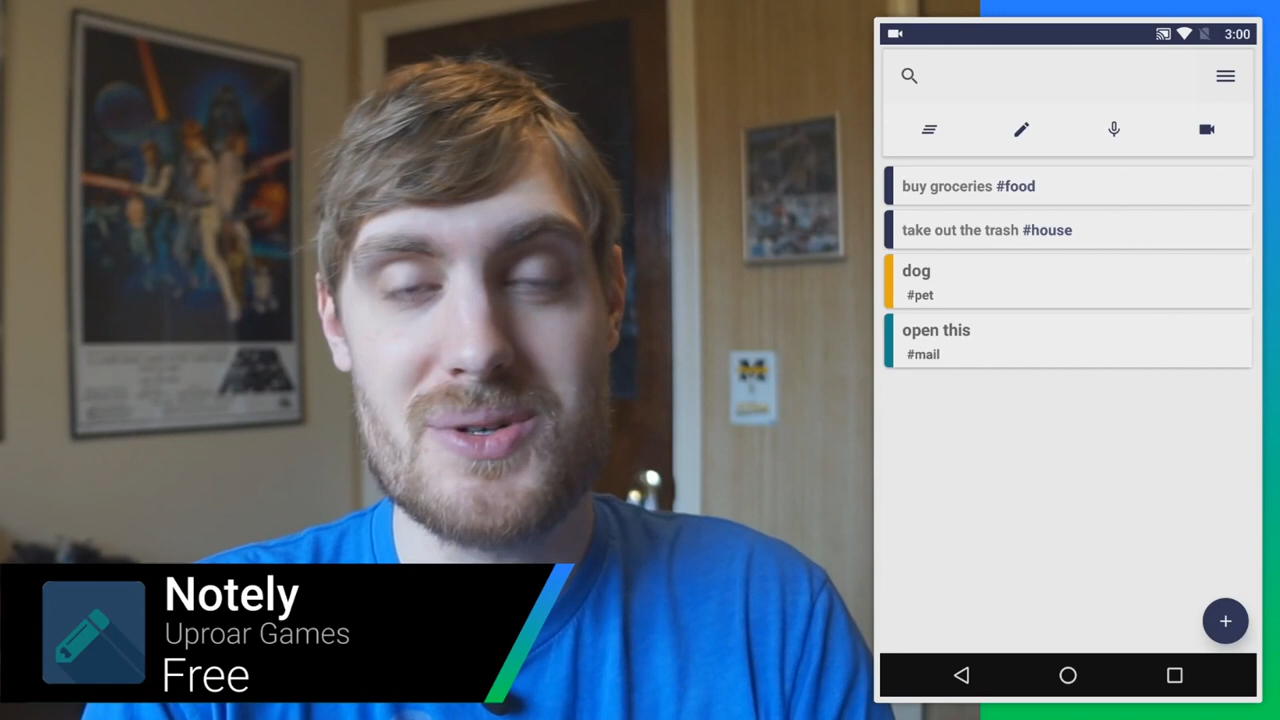 Notely
Uproar Games
Free
3:00
buy groceries #food
take out the trash #house
dog
#pet
open this
#mail